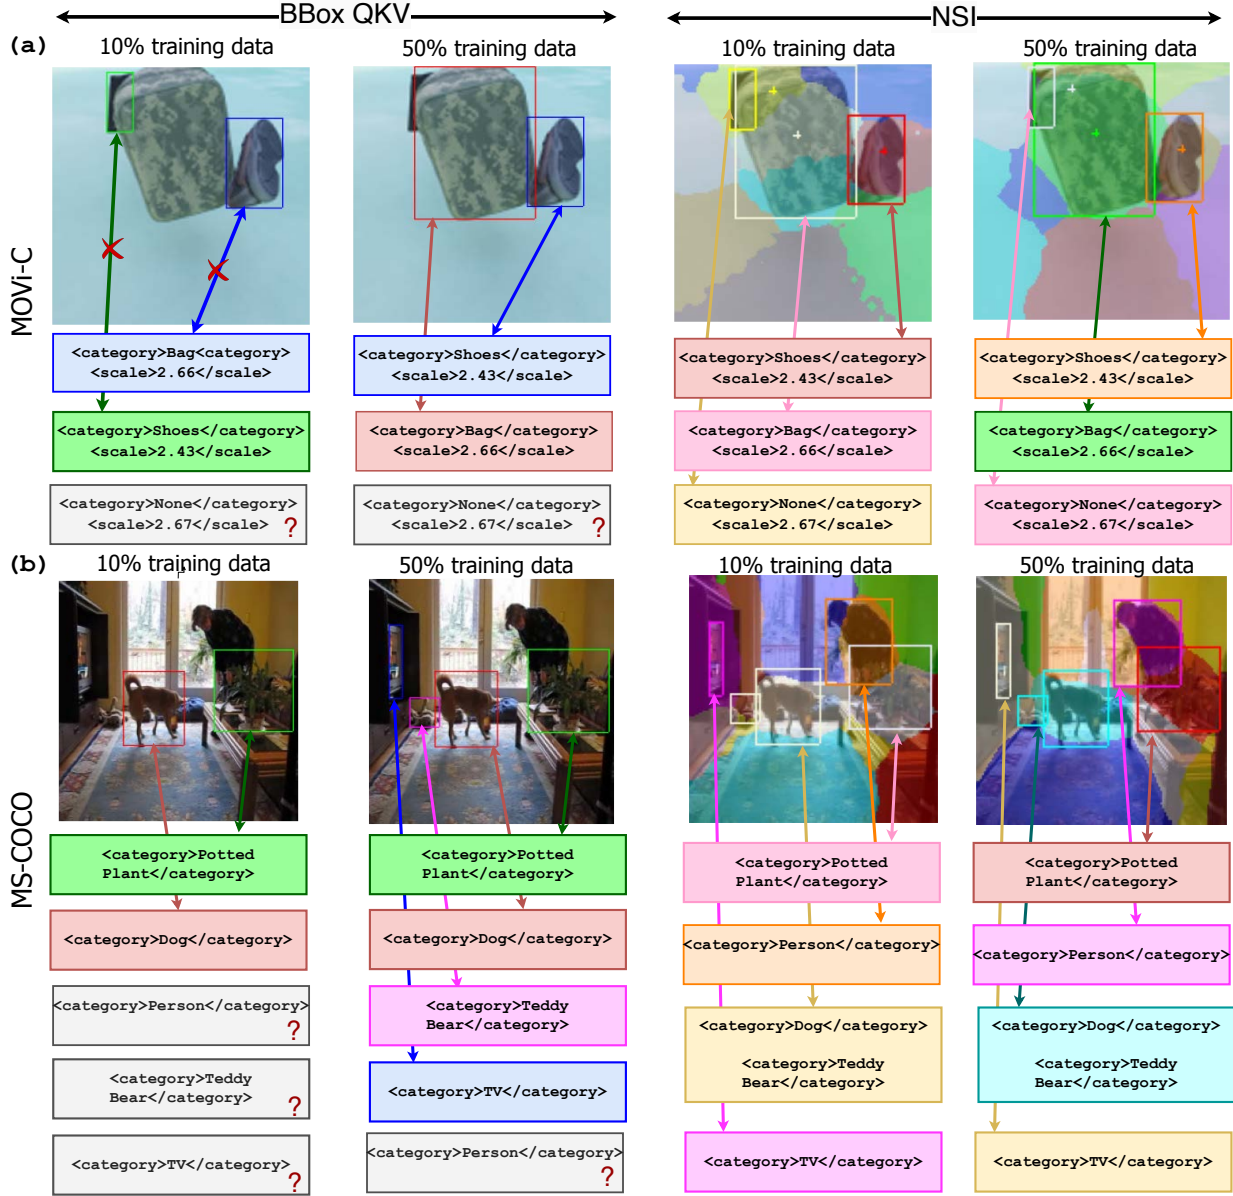 BBox QKV
NSI
(a)
10% training data
50% training data
10% training data
50% training data
MOVi-C
<category>Bag<category>
<scale>2.66</scale>
<category>Shoes</category>
<scale>2.43</scale>
<category>None</category>
<scale>2.67</scale>
?
<category>Shoes</category>
<scale>2.43</scale>
<category>Bag</category>
<scale>2.66</scale>
<category>None</category>
<scale>2.67</scale>
?
<category>Shoes</category>
<scale>2.43</scale>
<category>Bag</category>
<scale>2.66</scale>
<category>None</category>
<scale>2.67</scale>
<category>Shoes</category>
<scale>2.43</scale>
<category>Bag</category>
<scale>2.66</scale>
<category>None</category>
<scale>2.67</scale>
(b)
10% training data
50% training data
10% training data
50% training data
MS-COCO
<category>Potted
Plant</category>
<category>Dog</category>
<category>Person</category>
?
<category>Teddy
Bear</category>
?
<category>TV</category>
?
<category>Potted
Plant</category>
<category>Dog</category>
<category>Teddy
Bear</category>
<category>TV</category>
<category>Person</category>
?
<category>Potted
Plant</category>
<category>Person</category>
<category>Dog</category>
<category>Teddy
Bear</category>
<category>TV</category>
<category>Potted
Plant</category>
<category>Person</category>
<category>Dog</category>
<category>Teddy
Bear</category>
<category>TV</category>